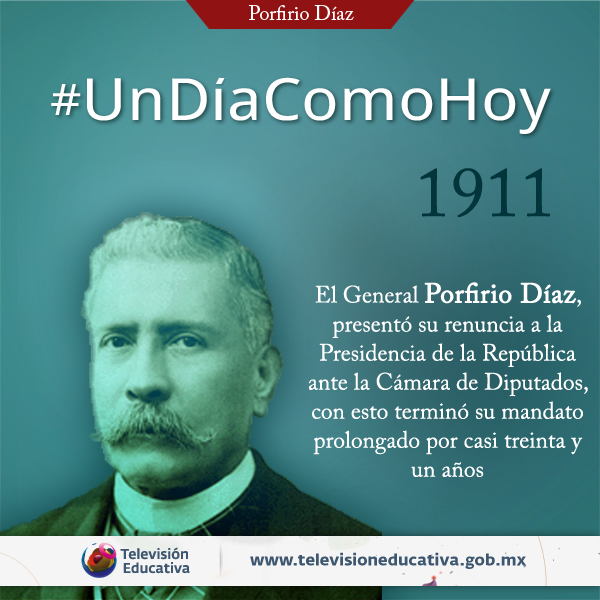 Porfirio Díaz
#UnDíaComoHoy
1911
El General Porfirio Díaz,
presentó su renuncia a la
Presidencia de la República
ante la Cámara de Diputados,
con esto terminó su mandato
prolongado por casi treinta y
un años
Televisión
Educativa
www.televisioneducativa.gob.mx